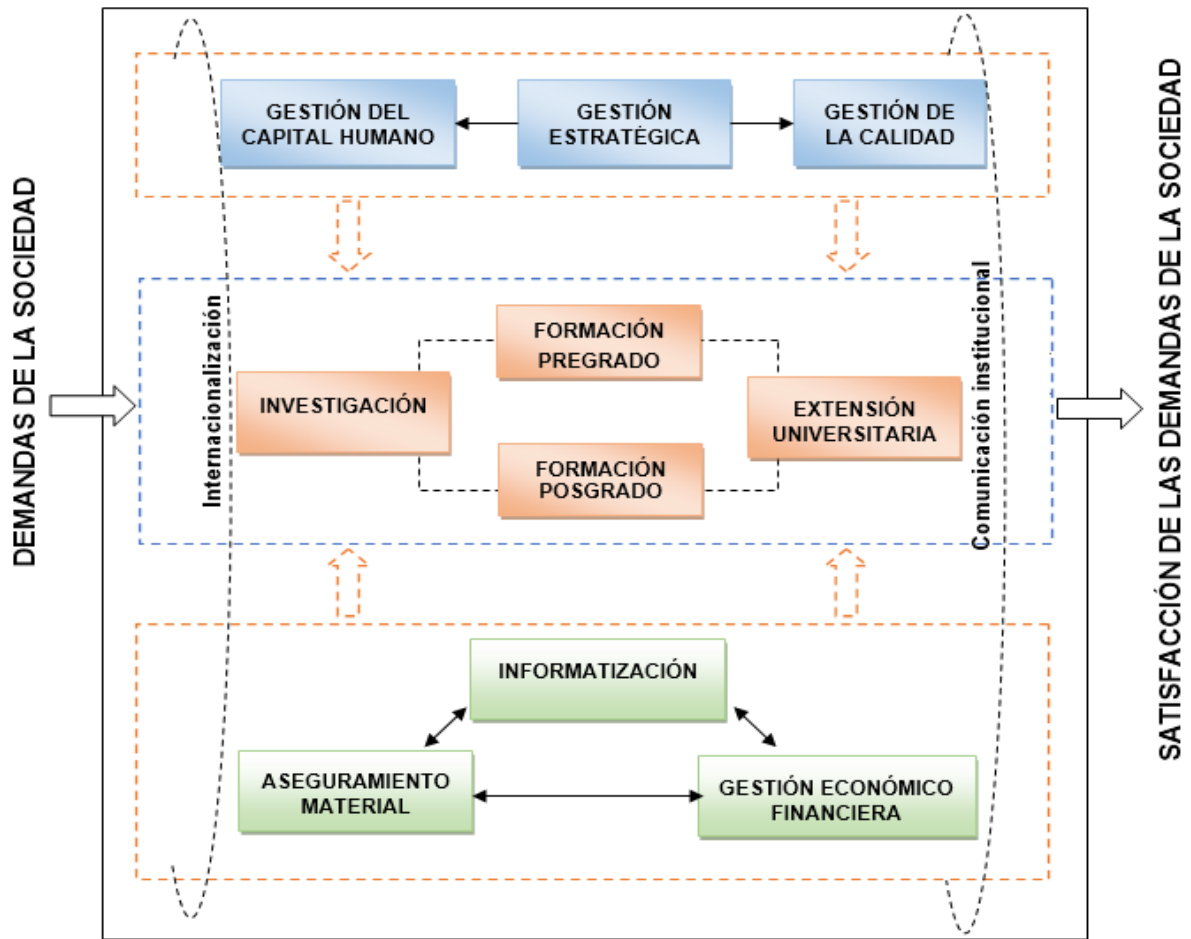 DEMANDAS DE LA SOCIEDAD
GESTIÓN DEL
CAPITAL HUMANO
GESTIÓN
ESTRATÉGICA
GESTIÓN DE
LA CALIDAD
Internacionalización
INVESTIGACIÓN
FORMACIÓN
PREGRADO
FORMACIÓN
POSGRADO
EXTENSIÓN
UNIVERSITARIA
Comunicación institucional
INFORMATIZACIÓN
ASEGURAMIENTO
MATERIAL
GESTIÓN ECONÓMICO
FINANCIERA
SATISFACCIÓN DE LAS DEMANDAS DE LA SOCIEDAD